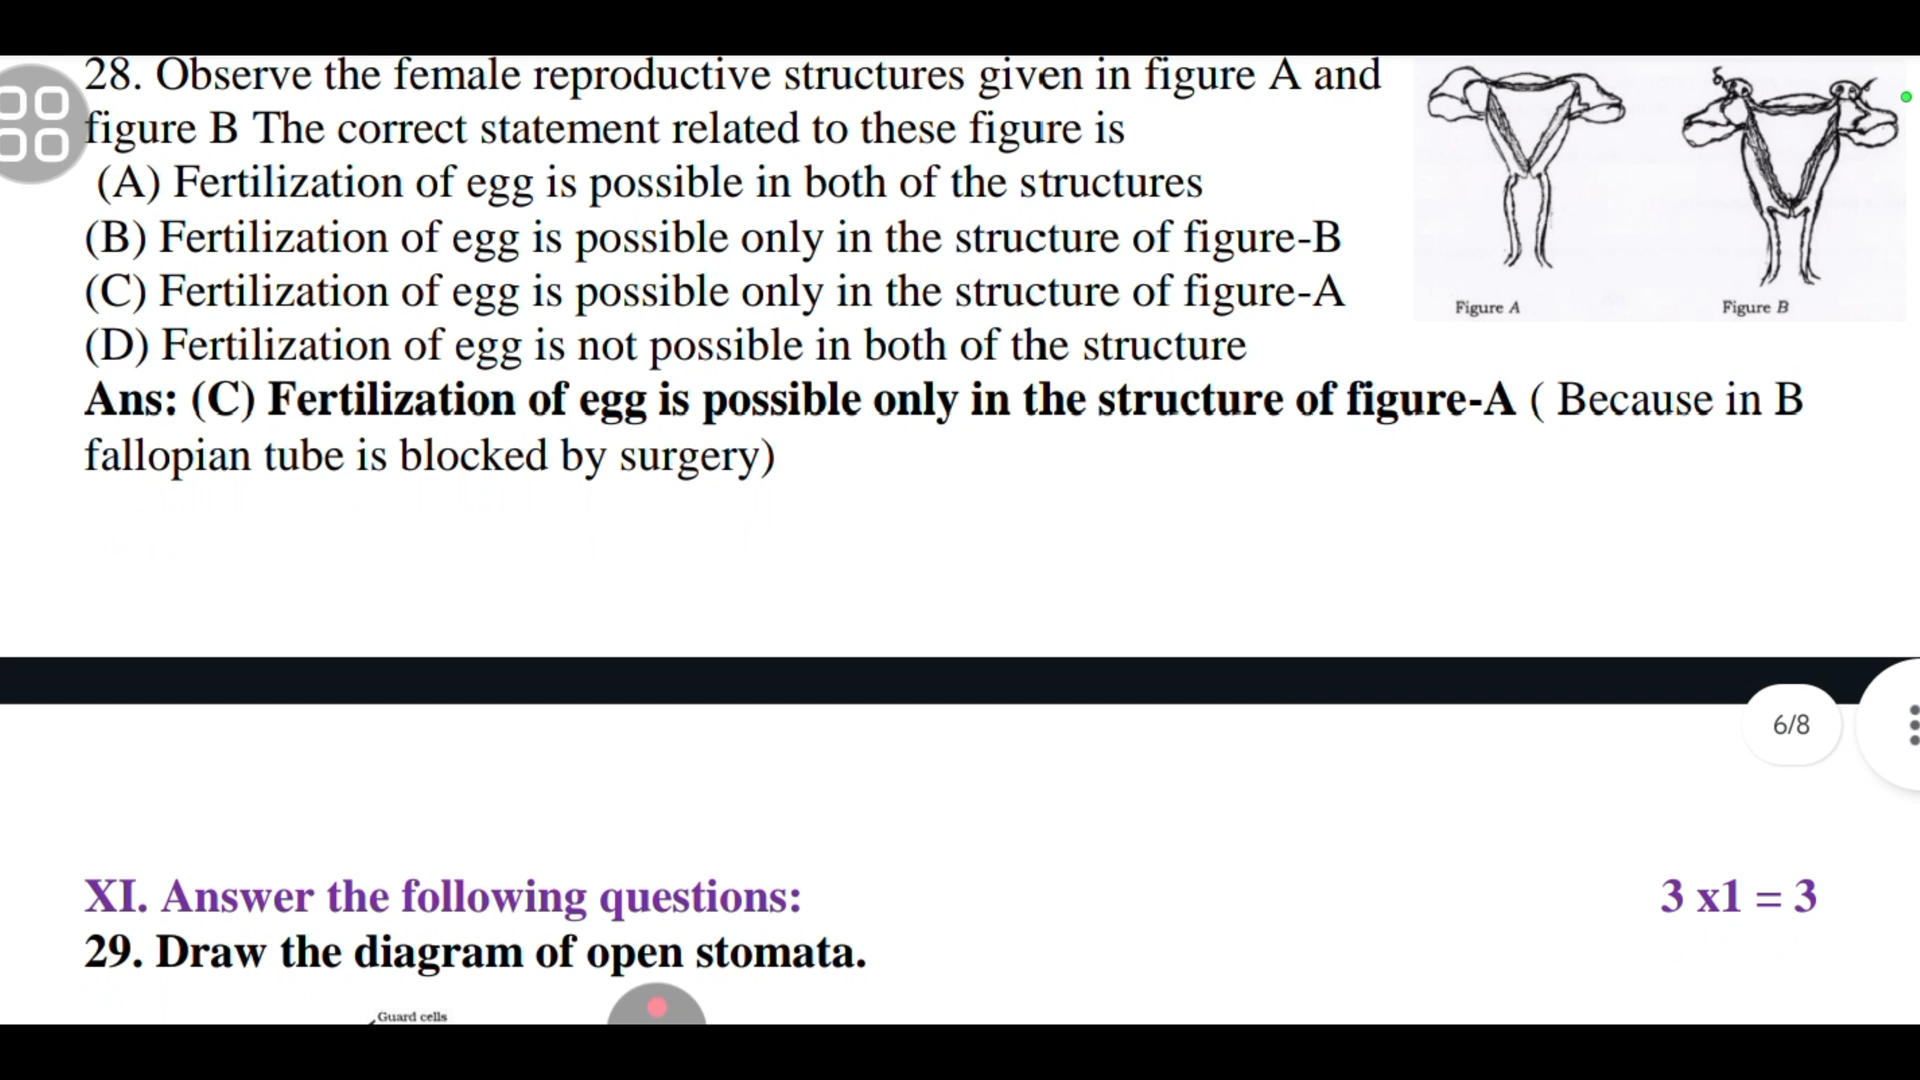 28. Observe the female reproductive structures given in figure A and
figure B The correct statement related to these figure is
(A) Fertilization of egg is possible in both of the structures
(B) Fertilization of egg is possible only in the structure of figure-B
(C) Fertilization of egg is possible only in the structure of figure-A
(D) Fertilization of egg is not possible in both of the structure
Figure A
Figure B
Ans: (C) Fertilization of egg is possible only in the structure of figure-A ( Because in B
fallopian tube is blocked by surgery)
6/8
XI. Answer the following questions: 3 x1 = 3
29. Draw the diagram of open stomata.
Guard cells